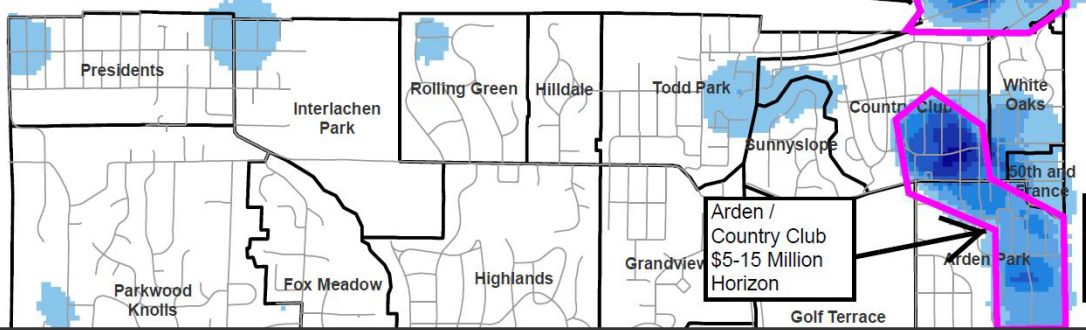 Presidents
Interlachen
Park
Rolling Green
Hilldale
Todd Park
Sunnyslope
Country Club
White
Oaks
50th and
France
Arden /
Country Club
$5-15 Million
Horizon
Arden Park
Parkwood
Knolls
Fox Meadow
Highlands
Grandview
Golf Terrace